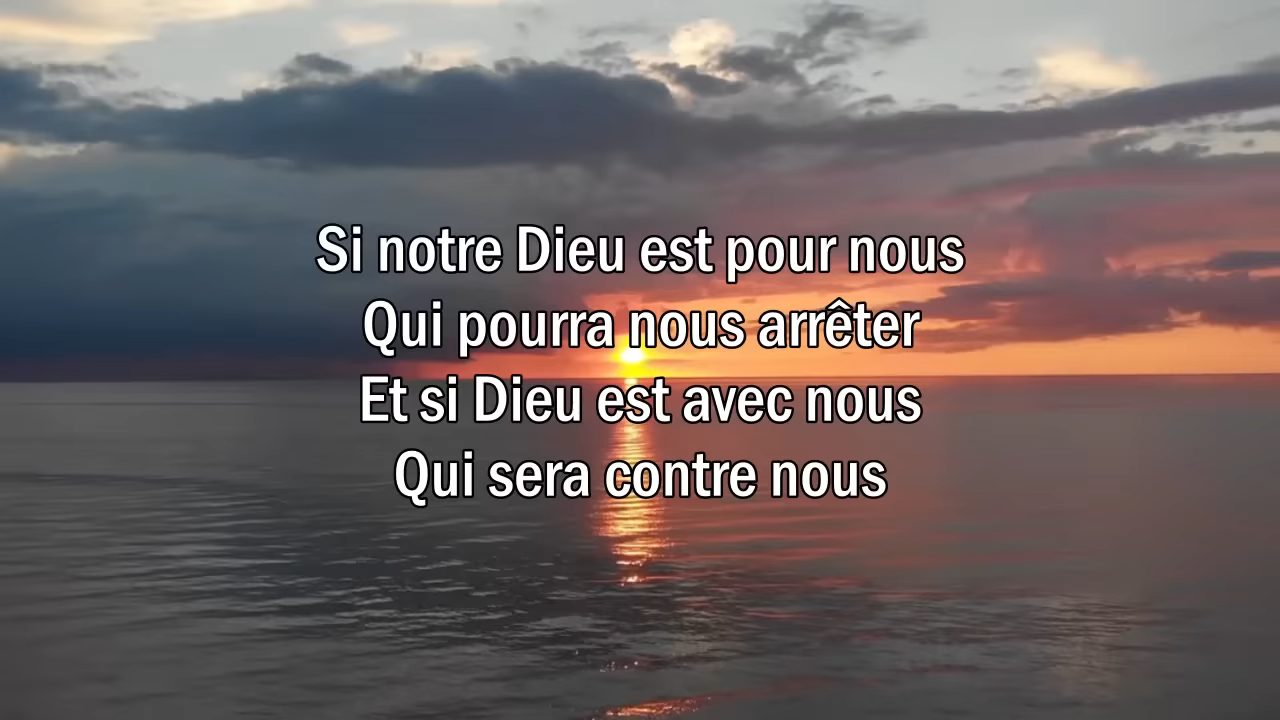 Si notre Dieu est pour nous
Qui pourra nous arrêter
Et si Dieu est avec nous
Qui sera contre nous